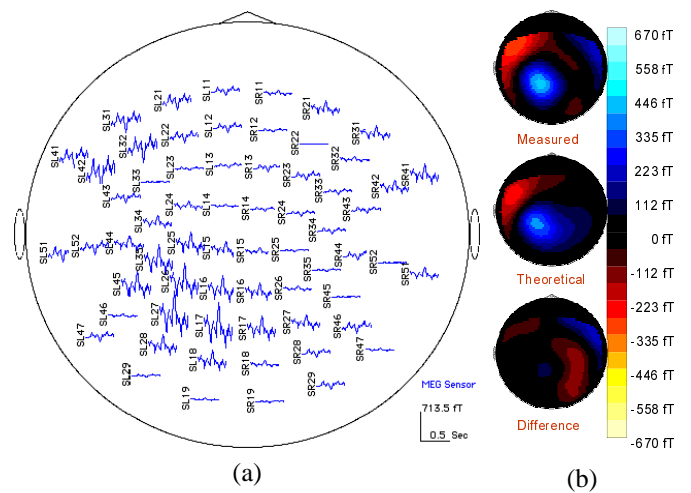 SL11
SR11
SL21
SR21
SL31
SL12
SR12
SR31
SL22
SR22
SL32
SL41
SL42
SL13
SR13
SR32
SL23
SR23
SR41
SL33
SR42
SR33
SL43
SL14
SR14
SR43
SL24
SR24
SL34
SR34
SL44
SL52
SL51
SL25
SL15
SR15
SR25
SR44
SR52
SL35
SR35
SL45
SL26
SL16
SR16
SR26
SR45
SL46
SL27
SL17
SR17
SR27
SR46
SL47
SL28
SL18
SR18
SR28
SR47
SL29
SR29
SL19
SR19
MEG Sensor
713.5 fT
0.5 Sec
(a)
Measured
Theoretical
Difference
670 fT
558 fT
446 fT
335 fT
223 fT
112 fT
0 fT
-112 fT
-223 fT
-335 fT
-446 fT
-558 fT
-670 fT
(b)